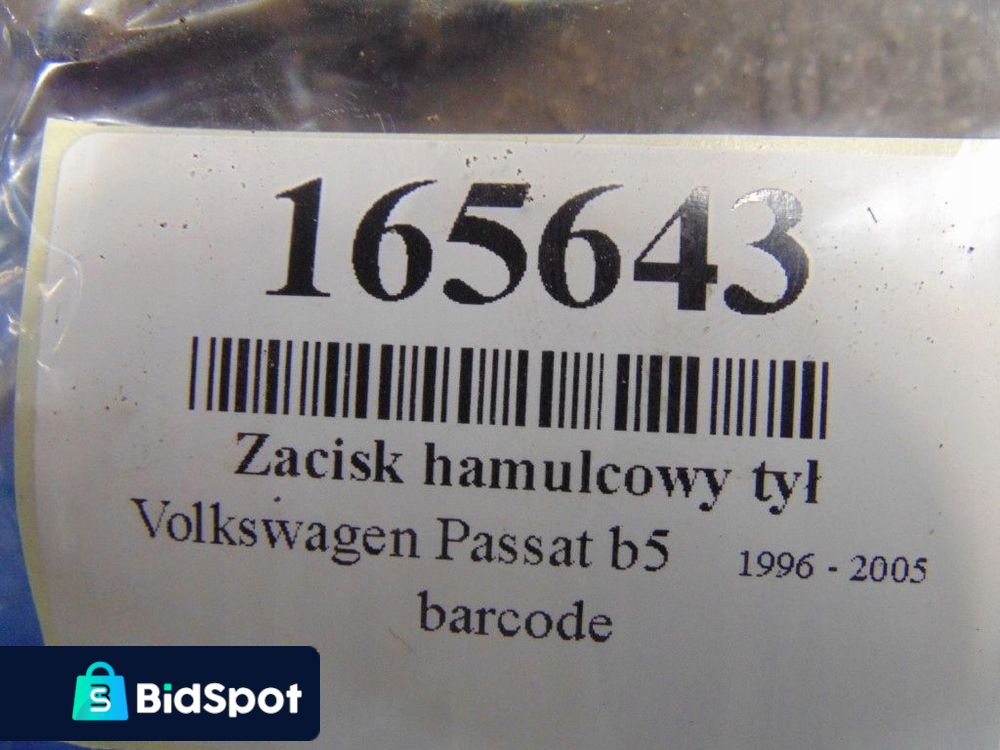 165643
Zacisk hamulcowy tył
Volkswagen Passat b5 1996 - 2005
barcode
BidSpot